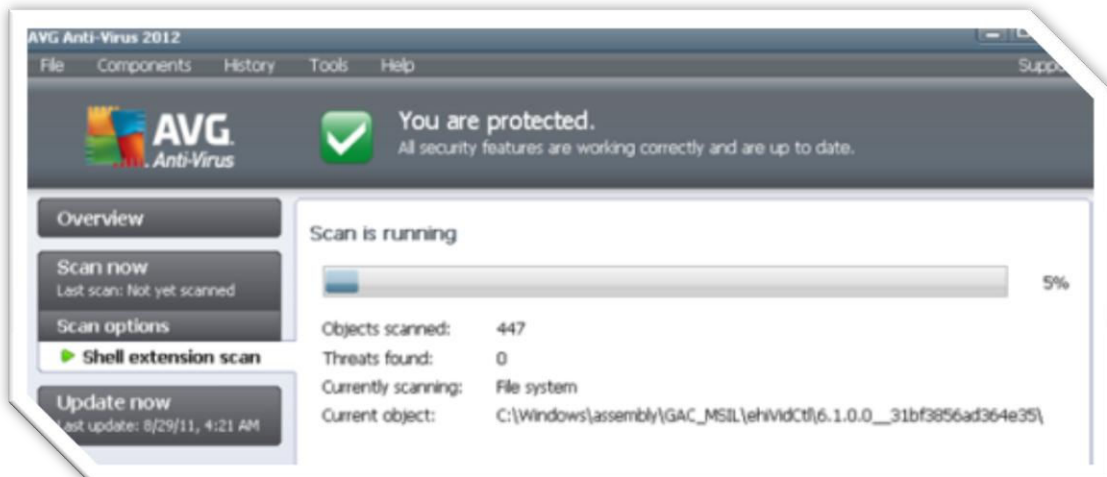 AVG Anti-Virus 2012
File Components History Tools Help
AVG
Anti-Virus
You are protected.
All security features are working correctly and are up to date.
Overview
Scan now
Last scan: Not yet scanned
Scan options
Shell extension scan
Update now
Last update: 8/29/11, 4:21 AM
Scan is running
5%
Objects scanned: 447
Threats found: 0
Currently scanning: File system
Current object: C:\Windows\assembly\GAC_MSIL\ehiVidCtl\6.1.0.0__31bf3856ad364e35\